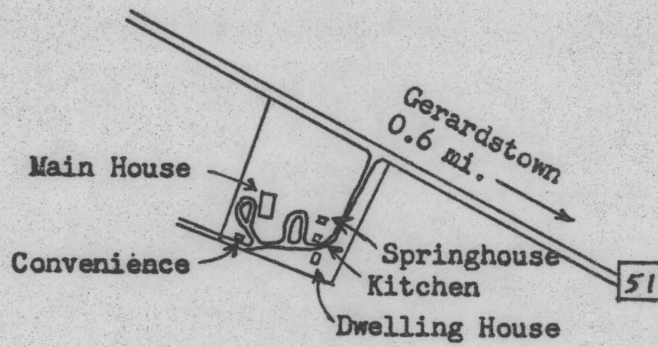 Gerardstown
0.6 mi.
Main House
Springhouse
Convenience
Kitchen
51
Dwelling House